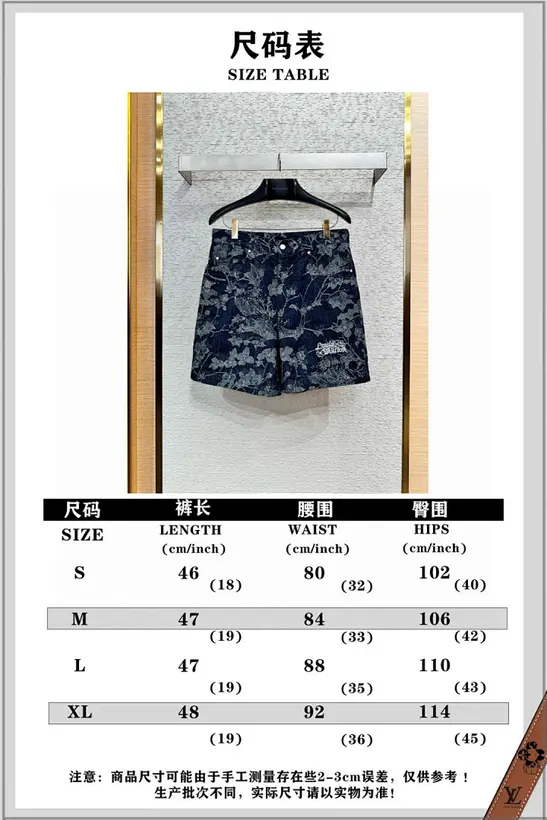 尺码表
SIZE TABLE
尺码 裤长 腰围 臀围
SIZE LENGTH WAIST HIPS
(cm/inch) (cm/inch) (cm/inch)
S 46 80 102
(18) (32) (40)
M 47 84 106
(19) (33) (42)
L 47 88 110
(19) (35) (43)
XL 48 92 114
(19) (36) (45)
注意：商品尺寸可能由于手工测量存在些2-3cm误差，仅供参考！
生产批次不同，实际尺寸请以实物为准！
LV